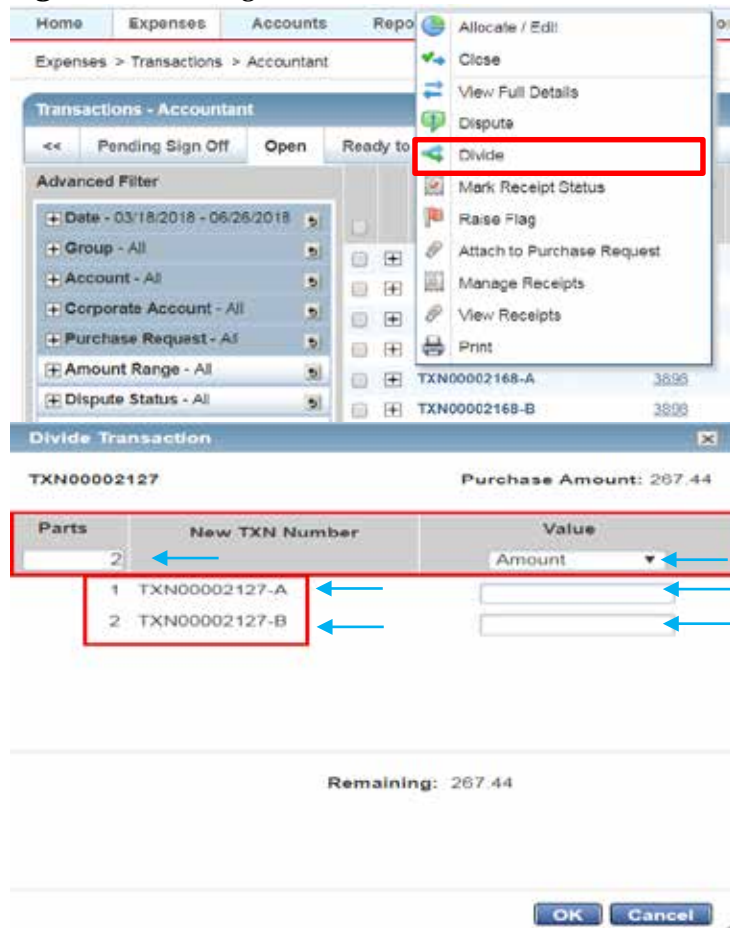 Home Expenses Accounts Repo
Expenses > Transactions > Accountant
Transactions - Accountant
<< Pending Sign Off Open Ready to
Advanced Filter
Date - 03/18/2018 - 06/26/2018
Group - All
Account - All
Corporate Account - All
Purchase Request - All
Amount Range - All
Dispute Status - All
Allocate / Edit
Close
View Full Details
Dispute
Divide
Mark Receipt Status
Raise Flag
Attach to Purchase Request
Manage Receipts
View Receipts
Print
TXN00002168-A 3898
TXN00002168-B 3898
Divide Transaction
TXN00002127 Purchase Amount: 267.44
Parts New TXN Number Value
2 Amount
1 TXN00002127-A
2 TXN00002127-B
Remaining: 267.44
OK Cancel